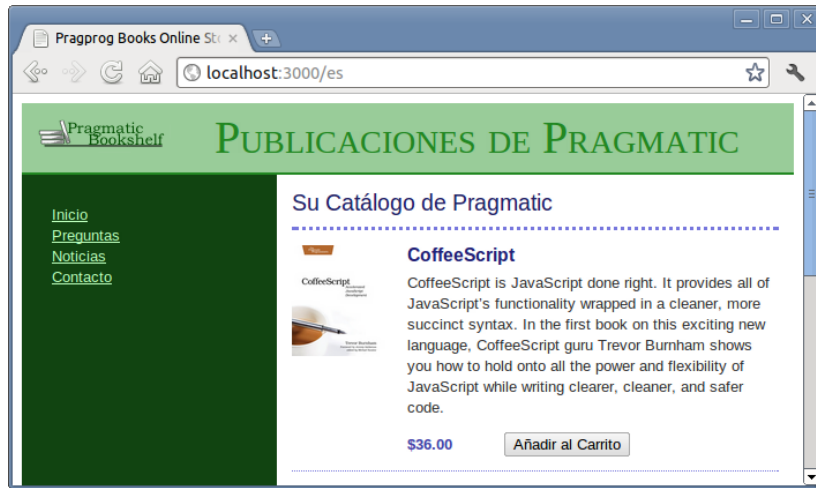 Pragprog Books Online St
localhost:3000/es
Pragmatic
Bookshelf
PUBLICACIONES DE PRAGMATIC
Inicio
Preguntas
Noticias
Contacto
Su Catálogo de Pragmatic
CoffeeScript
CoffeeScript
CoffeeScript is JavaScript done right. It provides all of
JavaScript's functionality wrapped in a cleaner, more
succinct syntax. In the first book on this exciting new
language, CoffeeScript guru Trevor Burnham shows
you how to hold onto all the power and flexibility of
JavaScript while writing clearer, cleaner, and safer
code.
$36.00
Añadir al Carrito